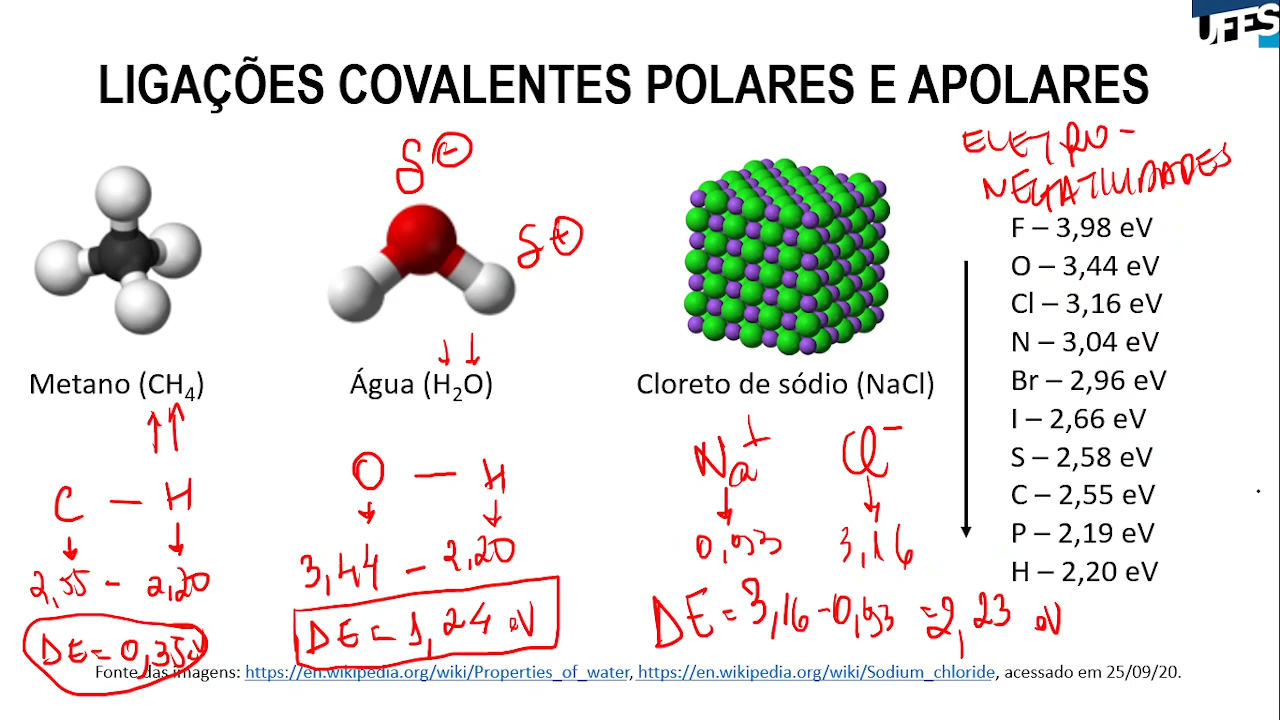 UFES
LIGAÇÕES COVALENTES POLARES E APOLARES
ELETRO-
NEGATIVIDADES
δ-
δ+
F – 3,98 eV
O – 3,44 eV
Cl – 3,16 eV
N – 3,04 eV
Br – 2,96 eV
I – 2,66 eV
S – 2,58 eV
C – 2,55 eV
P – 2,19 eV
H – 2,20 eV
Metano (CH4)
Água (H2O)
Cloreto de sódio (NaCl)
C – H
2,55 - 2,20
ΔE = 0,35 eV
O – H
3,44 - 2,20
ΔE = 1,24 eV
Na+ Cl-
0,93 3,16
ΔE = 3,16 - 0,93 = 2,23 eV
Fonte das imagens: https://en.wikipedia.org/wiki/Properties_of_water, https://en.wikipedia.org/wiki/Sodium_chloride, acessado em 25/09/20.